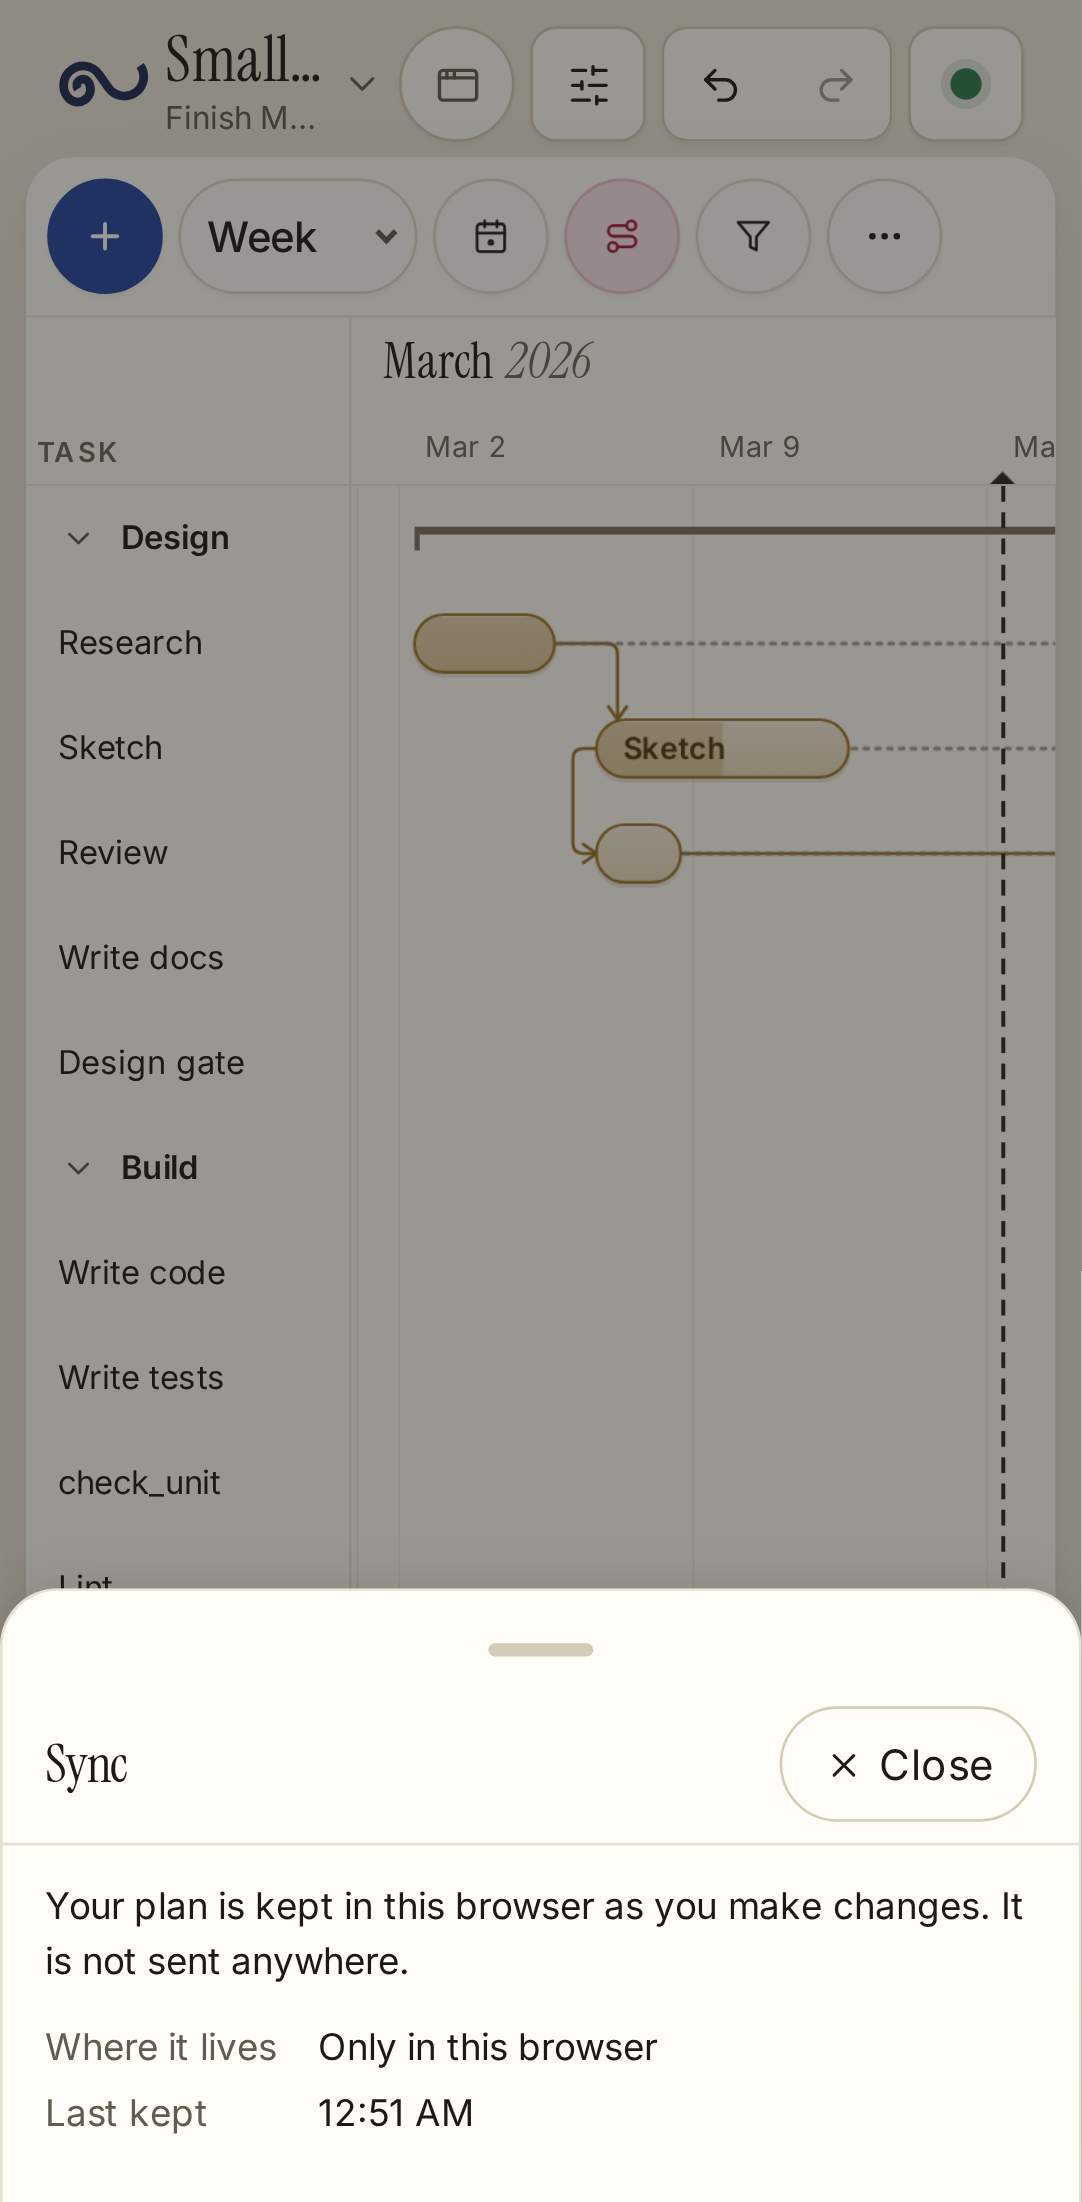 Small...
Finish M...
Week
March 2026
TASK
Mar 2
Mar 9
Ma
Design
Research
Sketch
Sketch
Review
Write docs
Design gate
Build
Write code
Write tests
check_unit
Lint
Sync
Close
Your plan is kept in this browser as you make changes. It
is not sent anywhere.
Where it lives Only in this browser
Last kept 12:51 AM